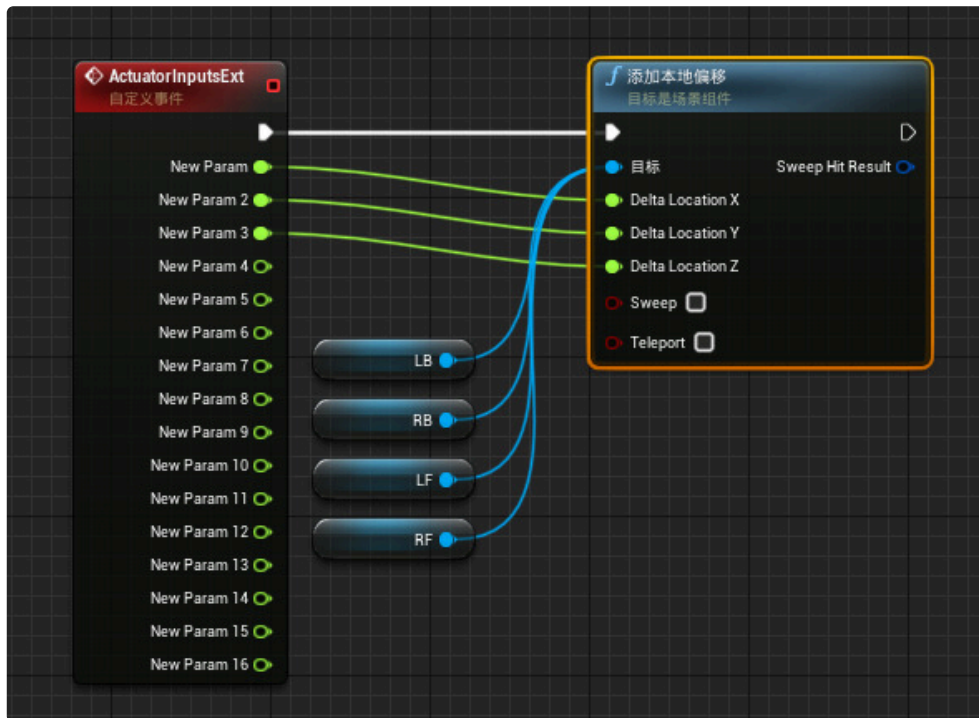 ActuatorInputsExt
自定义事件
New Param
New Param 2
New Param 3
New Param 4
New Param 5
New Param 6
New Param 7
New Param 8
New Param 9
New Param 10
New Param 11
New Param 12
New Param 13
New Param 14
New Param 15
New Param 16
LB
RB
LF
RF
f 添加本地偏移
目标是场景组件
目标 Sweep Hit Result
Delta Location X
Delta Location Y
Delta Location Z
Sweep
Teleport